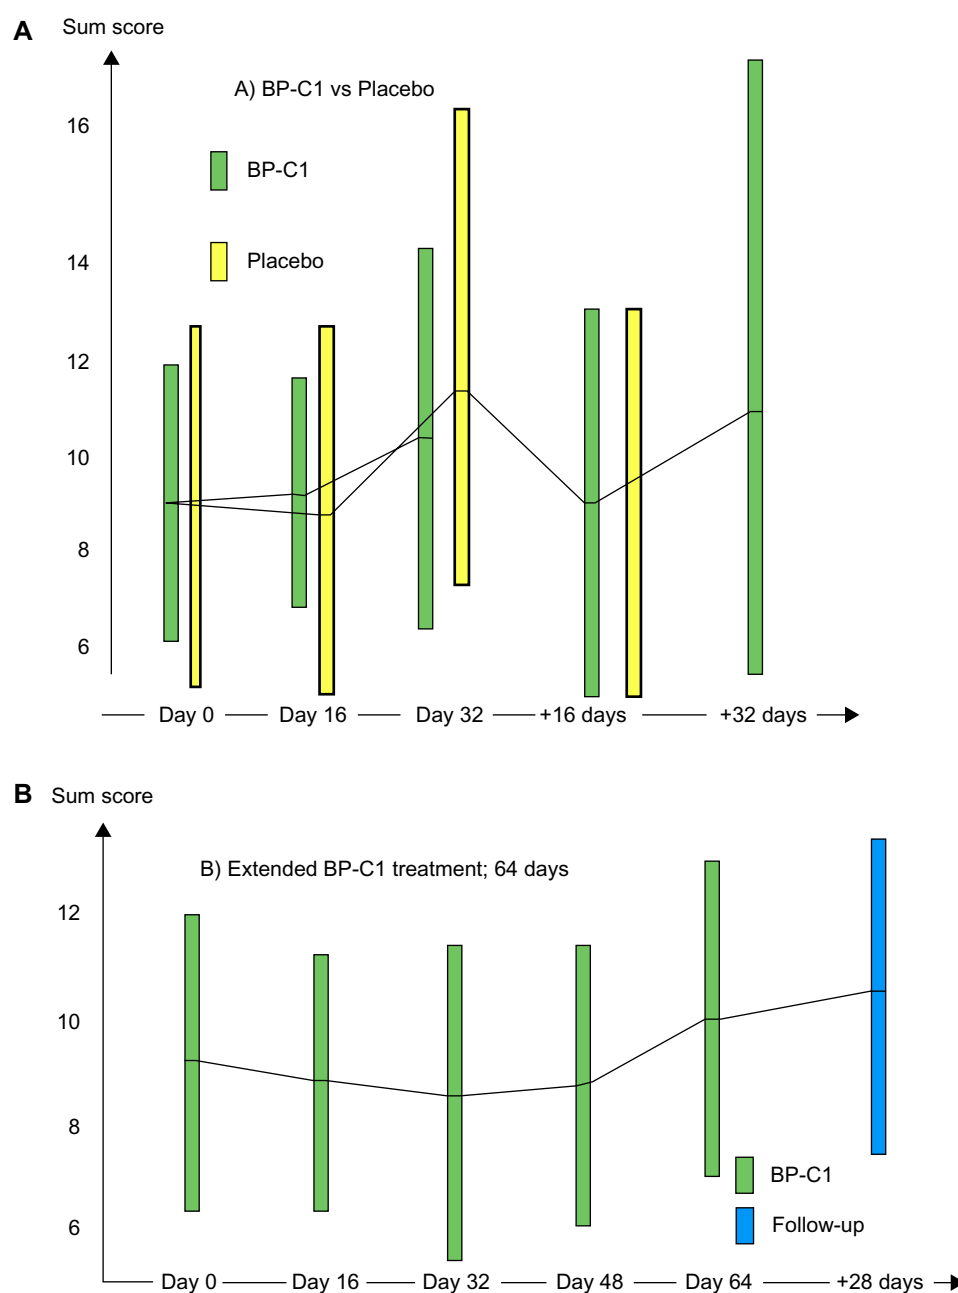 A
Sum score
A) BP-C1 vs Placebo
16
BP-C1
14
Placebo
12
10
8
6
Day 0
Day 16
Day 32
+16 days
+32 days
B
Sum score
B) Extended BP-C1 treatment; 64 days
12
10
8
BP-C1
6
Follow-up
Day 0
Day 16
Day 32
Day 48
Day 64
+28 days